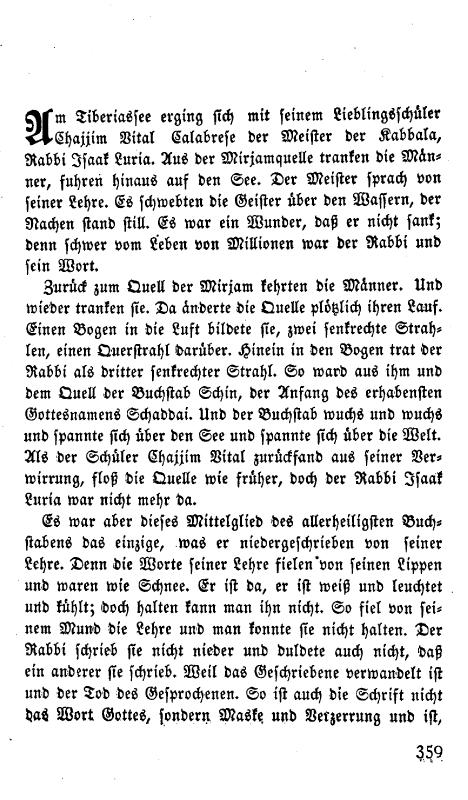 Am Tiberiassee erging sich mit seinem Lieblingsschüler
Chajjim Vital Calabrese der Meister der Kabbala,
Rabbi Isaak Luria. Aus der Mirjamquelle tranken die Män-
ner, fuhren hinaus auf den See. Der Meister sprach von
seiner Lehre. Es schwebten die Geister über den Wassern, der
Nachen stand still. Es war ein Wunder, daß er nicht sank;
denn schwer vom Leben von Millionen war der Rabbi und
sein Wort.
Zurück zum Quell der Mirjam kehrten die Männer. Und
wieder tranken sie. Da änderte die Quelle plötzlich ihren Lauf.
Einen Bogen in die Luft bildete sie, zwei senkrechte Strah-
len, einen Querstrahl darüber. Hinein in den Bogen trat der
Rabbi als dritter senkrechter Strahl. So ward aus ihm und
dem Quell der Buchstab Schin, der Anfang des erhabensten
Gottesnamens Schaddai. Und der Buchstab wuchs und wuchs
und spannte sich über den See und spannte sich über die Welt.
Als der Schüler Chajjim Vital zurückfand aus seiner Ver-
wirrung, floß die Quelle wie früher, doch der Rabbi Isaak
Luria war nicht mehr da.
Es war aber dieses Mittelglied des allerheiligsten Buch-
stabens das einzige, was er niedergeschrieben von seiner
Lehre. Denn die Worte seiner Lehre fielen von seinen Lippen
und waren wie Schnee. Er ist da, er ist weiß und leuchtet
und kühlt; doch halten kann man ihn nicht. So fiel von sei-
nem Mund die Lehre und man konnte sie nicht halten. Der
Rabbi schrieb sie nicht nieder und duldete auch nicht, daß
ein anderer sie schrieb. Weil das Geschriebene verwandelt ist
und der Tod des Gesprochenen. So ist auch die Schrift nicht
das Wort Gottes, sondern Maske und Verzerrung und ist,
359